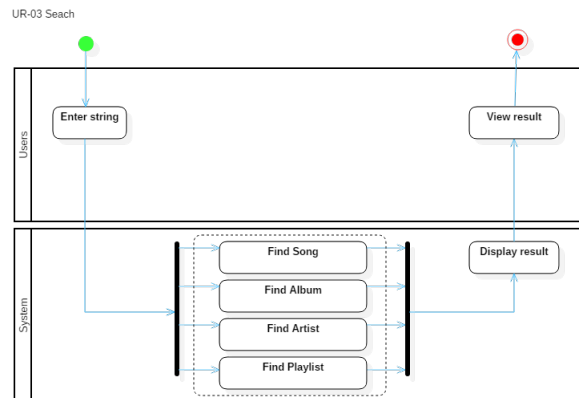 UR-03 Seach
Users
Enter string
View result
System
Find Song
Find Album
Find Artist
Find Playlist
Display result